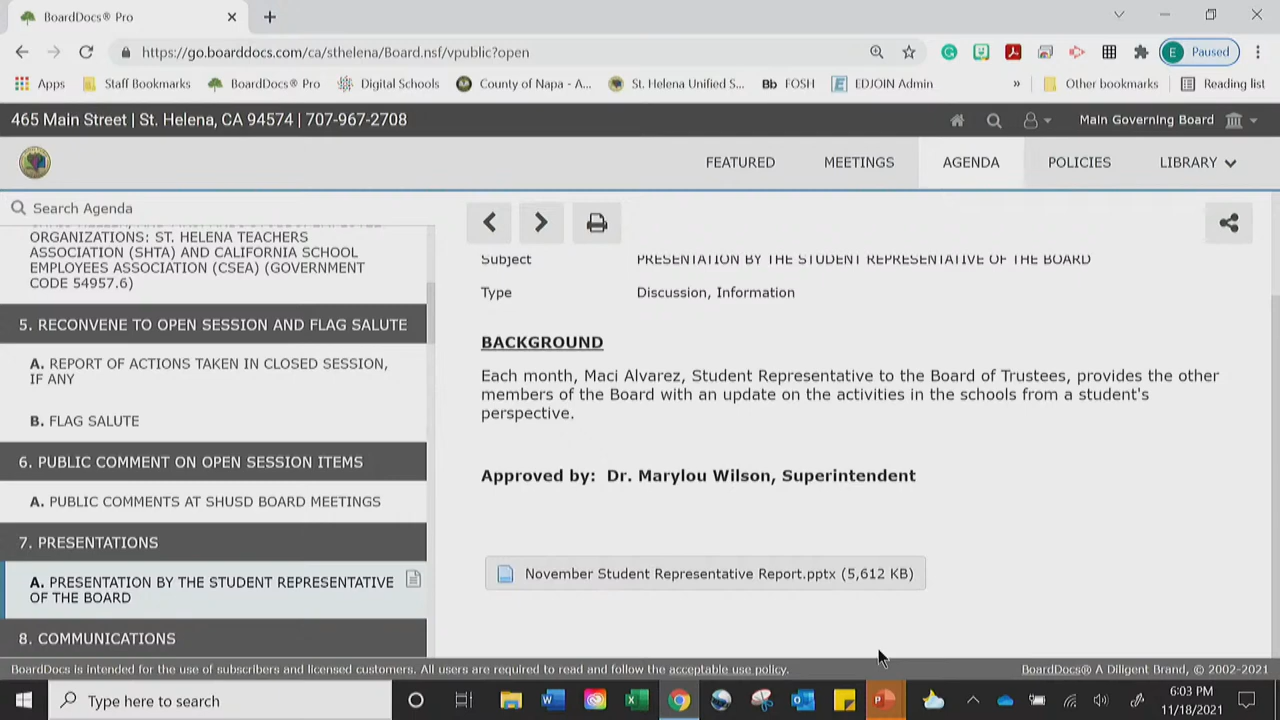 BoardDocs® Pro
https://go.boarddocs.com/ca/sthelena/Board.nsf/vpublic?open
E Paused
Apps
Staff Bookmarks
BoardDocs® Pro
Digital Schools
County of Napa - A...
St. Helena Unified S...
Bb FOSH
EDJOIN Admin
»
Other bookmarks
Reading list
465 Main Street | St. Helena, CA 94574 | 707-967-2708
Main Governing Board
FEATURED
MEETINGS
AGENDA
POLICIES
LIBRARY
Search Agenda
ORGANIZATIONS: ST. HELENA TEACHERS
ASSOCIATION (SHTA) AND CALIFORNIA SCHOOL
EMPLOYEES ASSOCIATION (CSEA) (GOVERNMENT
CODE 54957.6)
5. RECONVENE TO OPEN SESSION AND FLAG SALUTE
A. REPORT OF ACTIONS TAKEN IN CLOSED SESSION,
IF ANY
B. FLAG SALUTE
6. PUBLIC COMMENT ON OPEN SESSION ITEMS
A. PUBLIC COMMENTS AT SHUSD BOARD MEETINGS
7. PRESENTATIONS
A. PRESENTATION BY THE STUDENT REPRESENTATIVE
OF THE BOARD
8. COMMUNICATIONS
Subject PRESENTATION BY THE STUDENT REPRESENTATIVE OF THE BOARD
Type Discussion, Information
BACKGROUND
Each month, Maci Alvarez, Student Representative to the Board of Trustees, provides the other
members of the Board with an update on the activities in the schools from a student's
perspective.
Approved by: Dr. Marylou Wilson, Superintendent
November Student Representative Report.pptx (5,612 KB)
BoardDocs is intended for the use of subscribers and licensed customers. All users are required to read and follow the acceptable use policy.
BoardDocs® A Diligent Brand, © 2002-2021
Type here to search
6:03 PM
11/18/2021